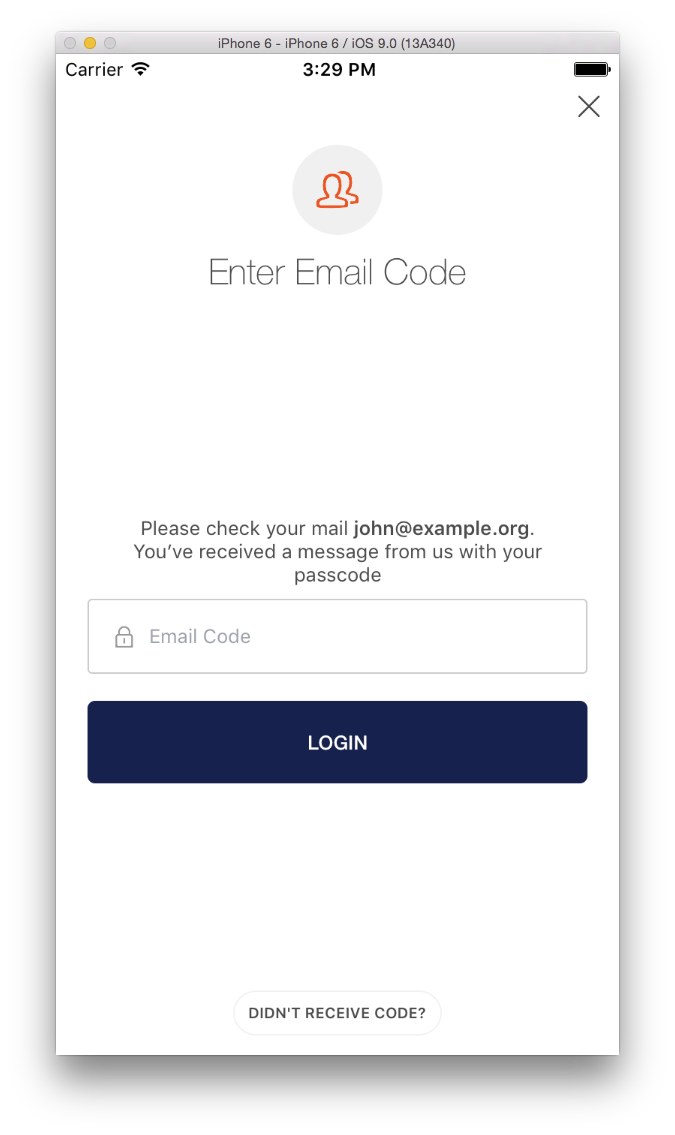 iPhone 6 - iPhone 6 / iOS 9.0 (13A340)
Carrier 3:29 PM
Enter Email Code
Please check your mail john@example.org.
You’ve received a message from us with your
passcode
Email Code
LOGIN
DIDN'T RECEIVE CODE?